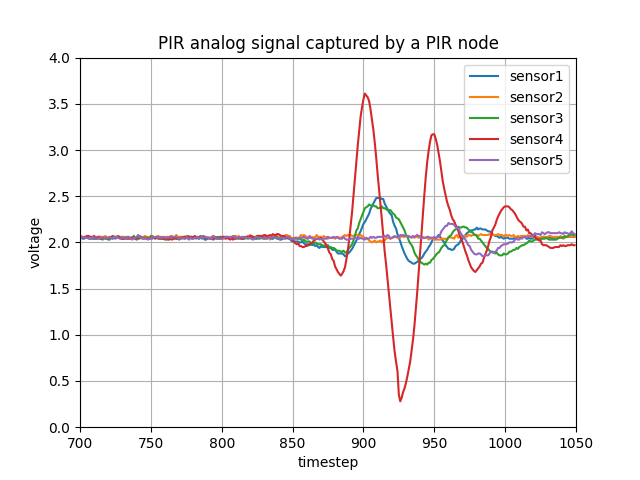 PIR analog signal captured by a PIR node
4.0
3.5
3.0
2.5
2.0
1.5
1.0
0.5
0.0
voltage
sensor1
sensor2
sensor3
sensor4
sensor5
700 750 800 850 900 950 1000 1050
timestep